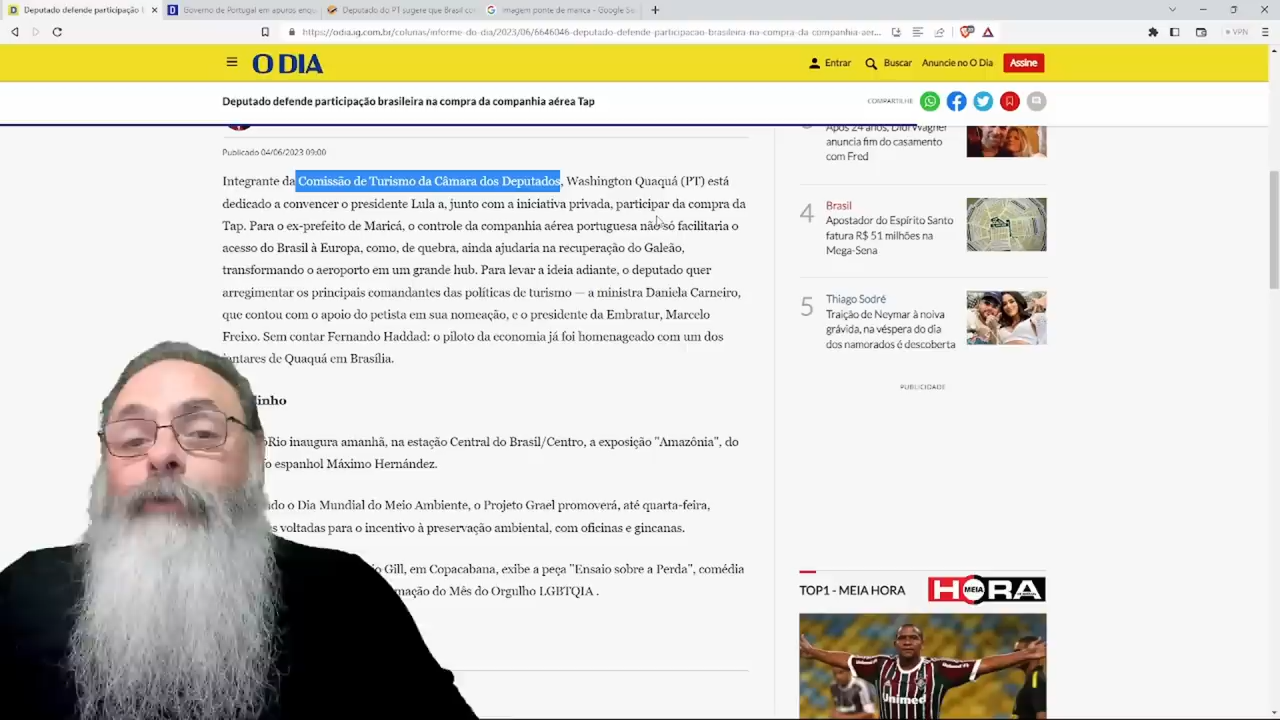 Deputado defende participação
Governo de Portugal em apuros enqu
Deputado do PT sugere que Brasil con
imagem ponte de marica - Google Se
https://odia.ig.com.br/colunas/informe-do-dia/2023/06/6646046-deputado-defende-participacao-brasileira-na-compra-da-companhia-aer...
VPN
O DIA
Entrar
Buscar
Anuncie no O Dia
Assine
Deputado defende participação brasileira na compra da companhia aérea Tap
COMPARTILHE
Publicado 04/06/2023 09:00
Integrante da Comissão de Turismo da Câmara dos Deputados, Washington Quaquá (PT) está
dedicado a convencer o presidente Lula a, junto com a iniciativa privada, participar da compra da
Tap. Para o ex-prefeito de Maricá, o controle da companhia aérea portuguesa não só facilitaria o
acesso do Brasil à Europa, como, de quebra, ainda ajudaria na recuperação do Galeão,
transformando o aeroporto em um grande hub. Para levar a ideia adiante, o deputado quer
arregimentar os principais comandantes das políticas de turismo — a ministra Daniela Carneiro,
que contou com o apoio do petista em sua nomeação, e o presidente da Embratur, Marcelo
Freixo. Sem contar Fernando Haddad: o piloto da economia já foi homenageado com um dos
jantares de Quaquá em Brasília.
inho
Rio inaugura amanhã, na estação Central do Brasil/Centro, a exposição "Amazônia", do
o espanhol Máximo Hernández.
do o Dia Mundial do Meio Ambiente, o Projeto Grael promoverá, até quarta-feira,
s voltadas para o incentivo à preservação ambiental, com oficinas e gincanas.
Gill, em Copacabana, exibe a peça "Ensaio sobre a Perda", comédia
mação do Mês do Orgulho LGBTQIA .
Após 24 anos, Didi Wagner
anuncia fim do casamento
com Fred
4
Brasil
Apostador do Espírito Santo
fatura R$ 51 milhões na
Mega-Sena
5
Thiago Sodré
Traição de Neymar à noiva
grávida, na véspera do dia
dos namorados é descoberta
PUBLICIDADE
TOP1 - MEIA HORA
MEIA HORA
Unimed